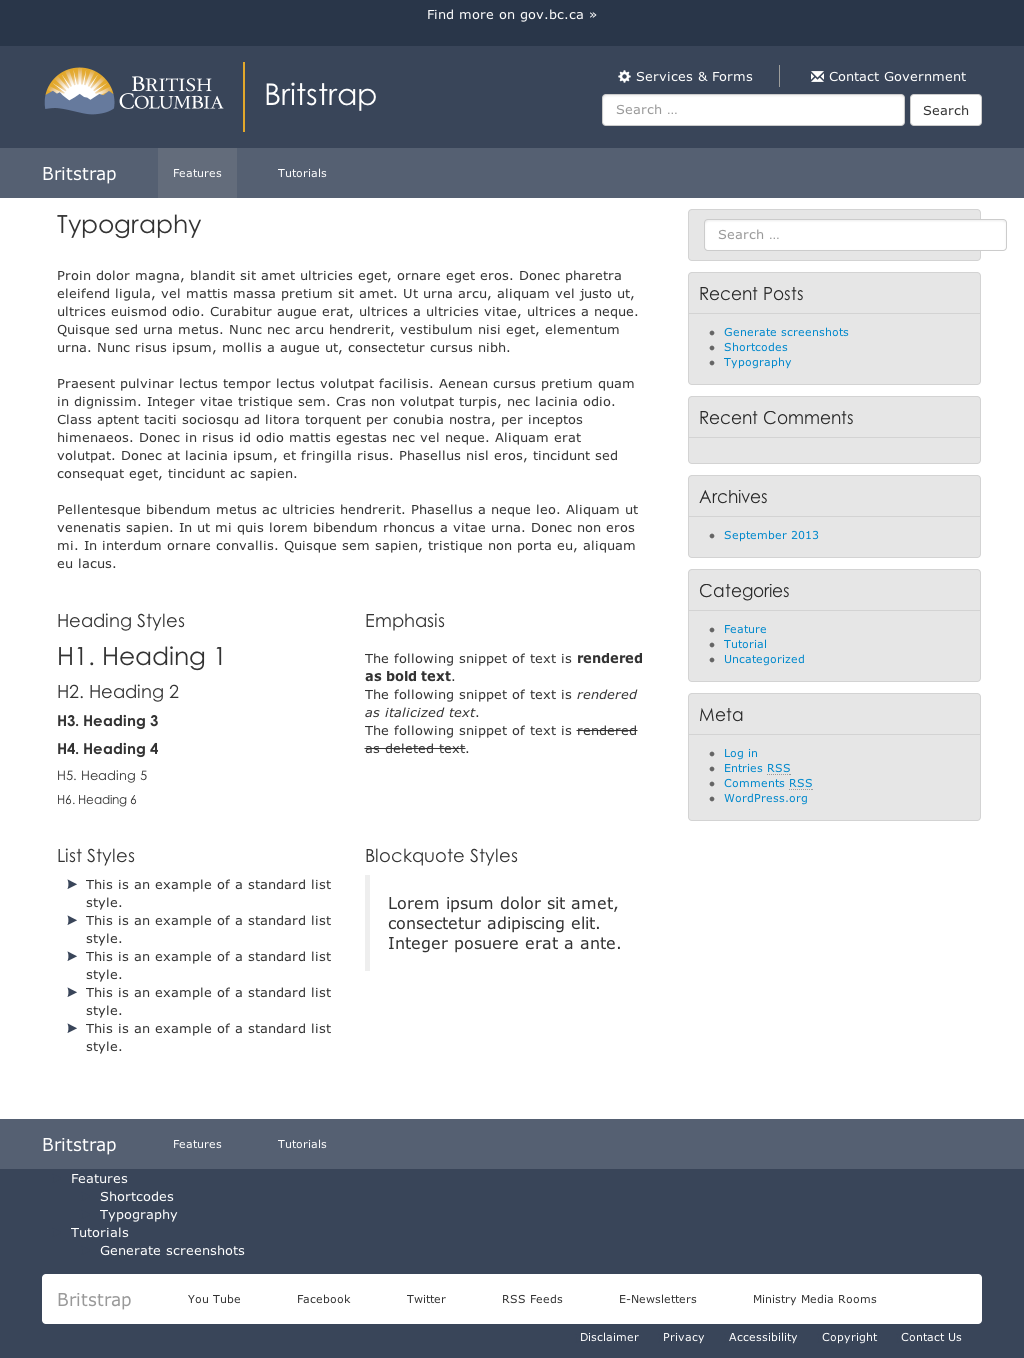 Find more on gov.bc.ca »
BRITISH
COLUMBIA
Britstrap
Services & Forms
Contact Government
Search ...
Search
Britstrap
Features
Tutorials
Typography
Proin dolor magna, blandit sit amet ultricies eget, ornare eget eros. Donec pharetra
eleifend ligula, vel mattis massa pretium sit amet. Ut urna arcu, aliquam vel justo ut,
ultrices euismod odio. Curabitur augue erat, ultrices a ultricies vitae, ultrices a neque.
Quisque sed urna metus. Nunc nec arcu hendrerit, vestibulum nisi eget, elementum
urna. Nunc risus ipsum, mollis a augue ut, consectetur cursus nibh.
Praesent pulvinar lectus tempor lectus volutpat facilisis. Aenean cursus pretium quam
in dignissim. Integer vitae tristique sem. Cras non volutpat turpis, nec lacinia odio.
Class aptent taciti sociosqu ad litora torquent per conubia nostra, per inceptos
himenaeos. Donec in risus id odio mattis egestas nec vel neque. Aliquam erat
volutpat. Donec at lacinia ipsum, et fringilla risus. Phasellus nisl eros, tincidunt sed
consequat eget, tincidunt ac sapien.
Pellentesque bibendum metus ac ultricies hendrerit. Phasellus a neque leo. Aliquam ut
venenatis sapien. In ut mi quis lorem bibendum rhoncus a vitae urna. Donec non eros
mi. In interdum ornare convallis. Quisque sem sapien, tristique non porta eu, aliquam
eu lacus.
Heading Styles
H1. Heading 1
H2. Heading 2
H3. Heading 3
H4. Heading 4
H5. Heading 5
H6. Heading 6
Emphasis
The following snippet of text is rendered
as bold text.
The following snippet of text is rendered
as italicized text.
The following snippet of text is rendered
as deleted text.
List Styles
This is an example of a standard list
style.
This is an example of a standard list
style.
This is an example of a standard list
style.
This is an example of a standard list
style.
This is an example of a standard list
style.
Blockquote Styles
Lorem ipsum dolor sit amet,
consectetur adipiscing elit.
Integer posuere erat a ante.
Search ...
Recent Posts
Generate screenshots
Shortcodes
Typography
Recent Comments
Archives
September 2013
Categories
Feature
Tutorial
Uncategorized
Meta
Log in
Entries RSS
Comments RSS
WordPress.org
Britstrap
Features
Tutorials
Features
Shortcodes
Typography
Tutorials
Generate screenshots
Britstrap
You Tube
Facebook
Twitter
RSS Feeds
E-Newsletters
Ministry Media Rooms
Disclaimer
Privacy
Accessibility
Copyright
Contact Us